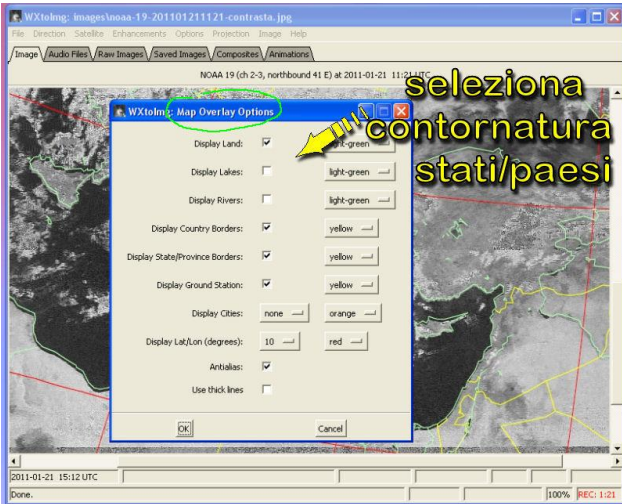 WXtoImg: images\noaa-19-201101211121-contrasta.jpg
File Direction Satellite Enhancements Options Projection Image Help
Image Audio Files Raw Images Saved Images Composites Animations
NOAA 19 (ch 2-3, northbound 41 E) at 2011-01-21 11:21 UTC
seleziona
contornatura
stati/paesi
WXtoImg: Map Overlay Options
Display Land: ht-green
Display Lakes: light-green
Display Rivers: light-green
Display Country Borders: yellow
Display State/Province Borders: yellow
Display Ground Station: yellow
Display Cities: none orange
Display Lat/Lon (degrees): 10 red
Antialias:
Use thick lines
OK Cancel
2011-01-21 15:12 UTC
Done. 100% REC: 1:21